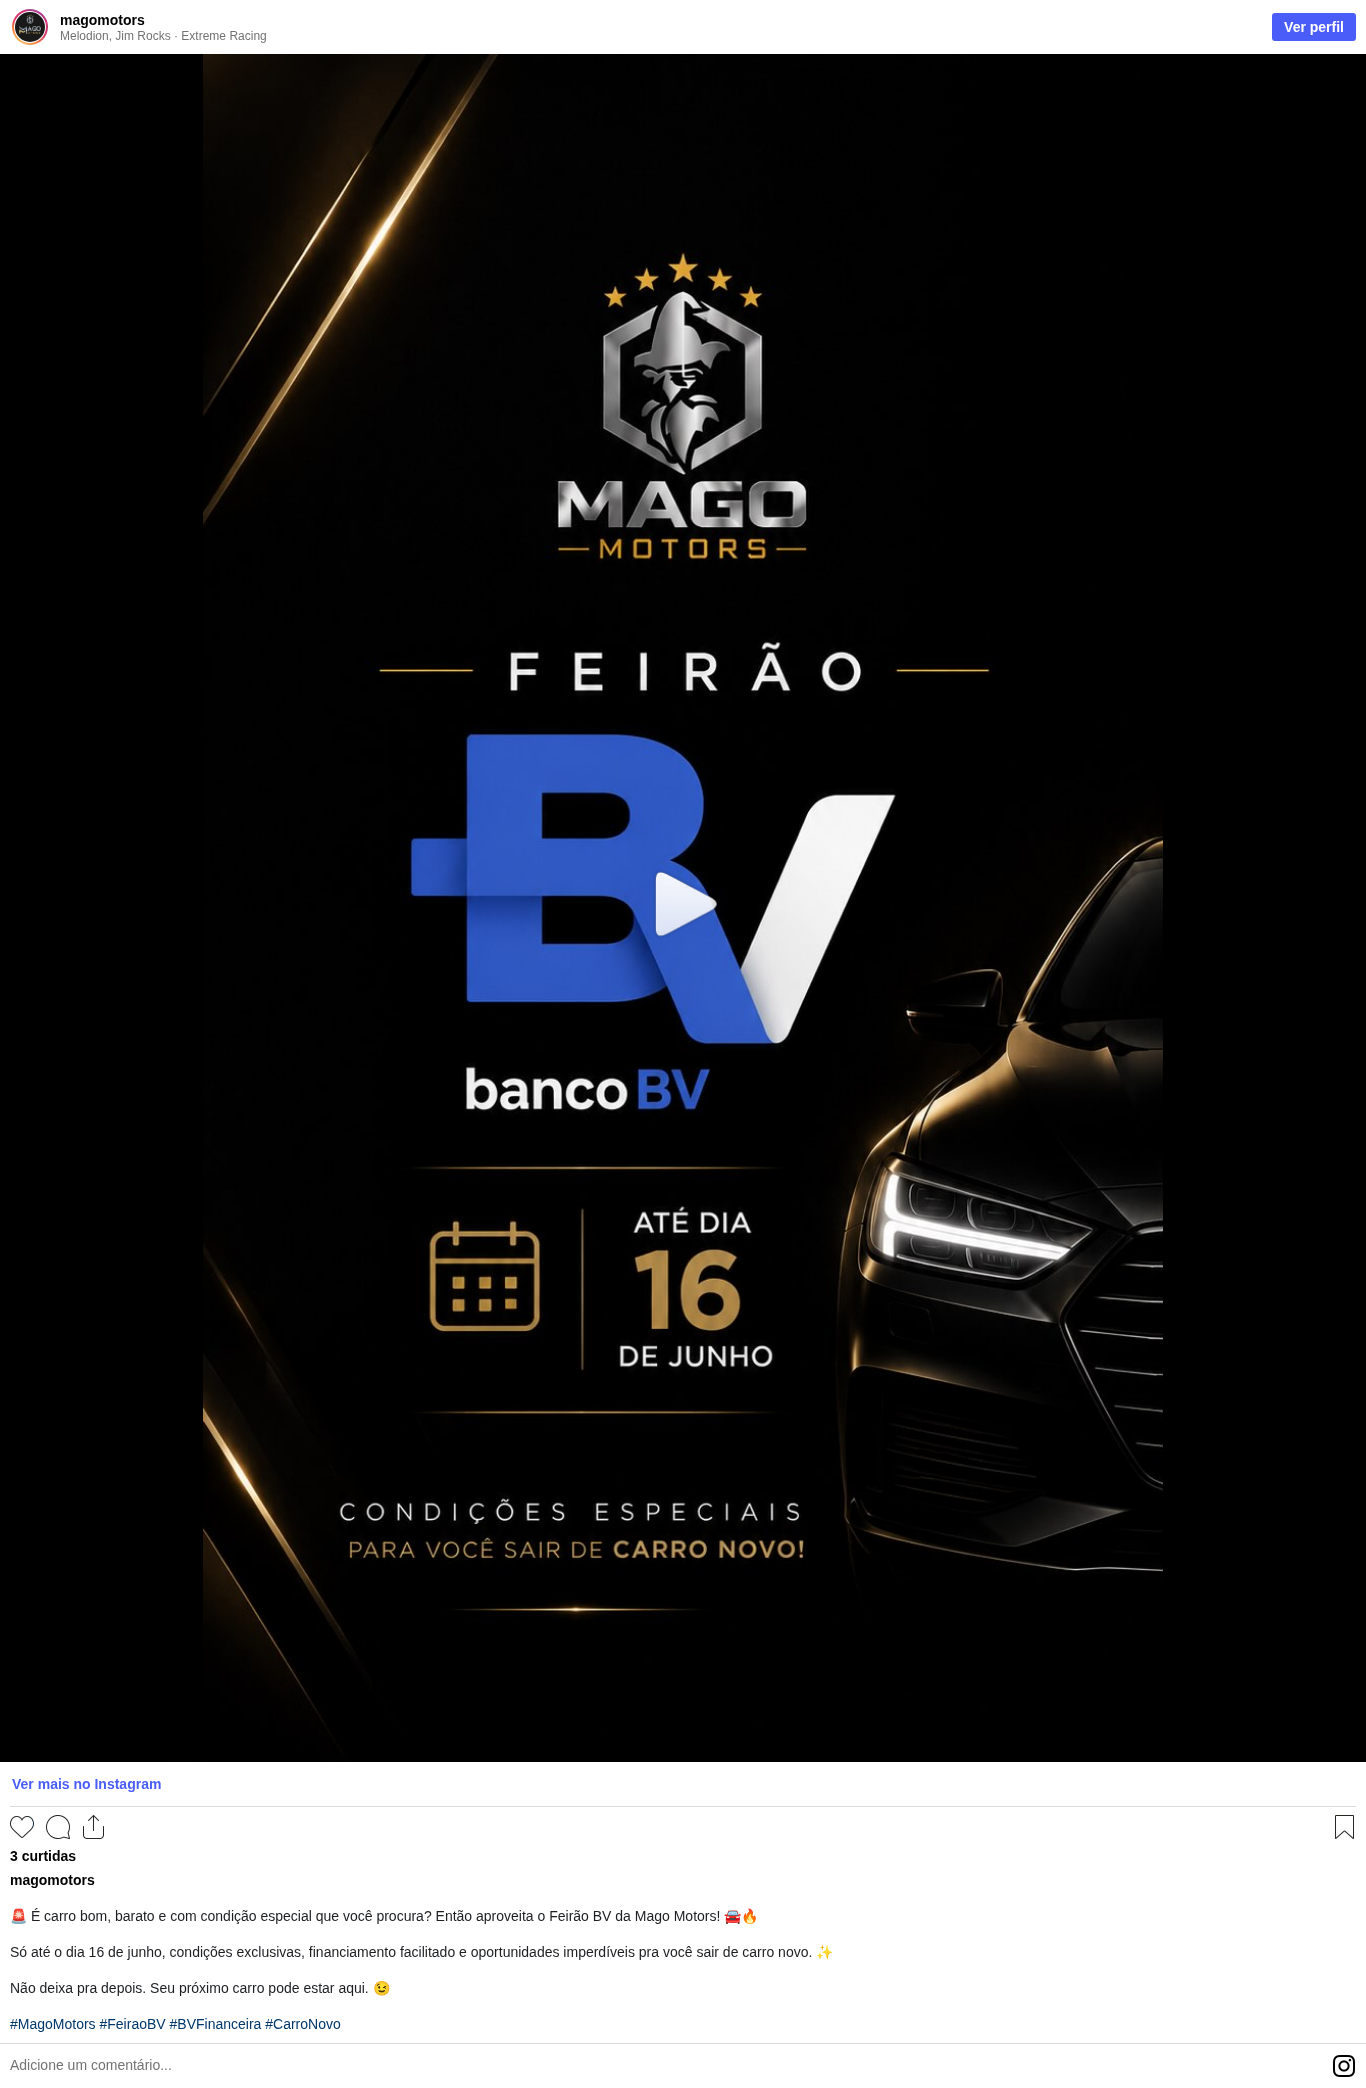 magomotors
Melodion, Jim Rocks · Extreme Racing
Ver perfil
MAGO
MOTORS
FEIRÃO
BV
banco BV
ATÉ DIA
16
DE JUNHO
CONDIÇÕES ESPECIAIS
PARA VOCÊ SAIR DE CARRO NOVO!
Ver mais no Instagram
3 curtidas
magomotors
🚨 É carro bom, barato e com condição especial que você procura? Então aproveita o Feirão BV da Mago Motors! 🚘🔥
Só até o dia 16 de junho, condições exclusivas, financiamento facilitado e oportunidades imperdíveis pra você sair de carro novo. ✨
Não deixa pra depois. Seu próximo carro pode estar aqui. 😉
#MagoMotors #FeiraoBV #BVFinanceira #CarroNovo
Adicione um comentário...